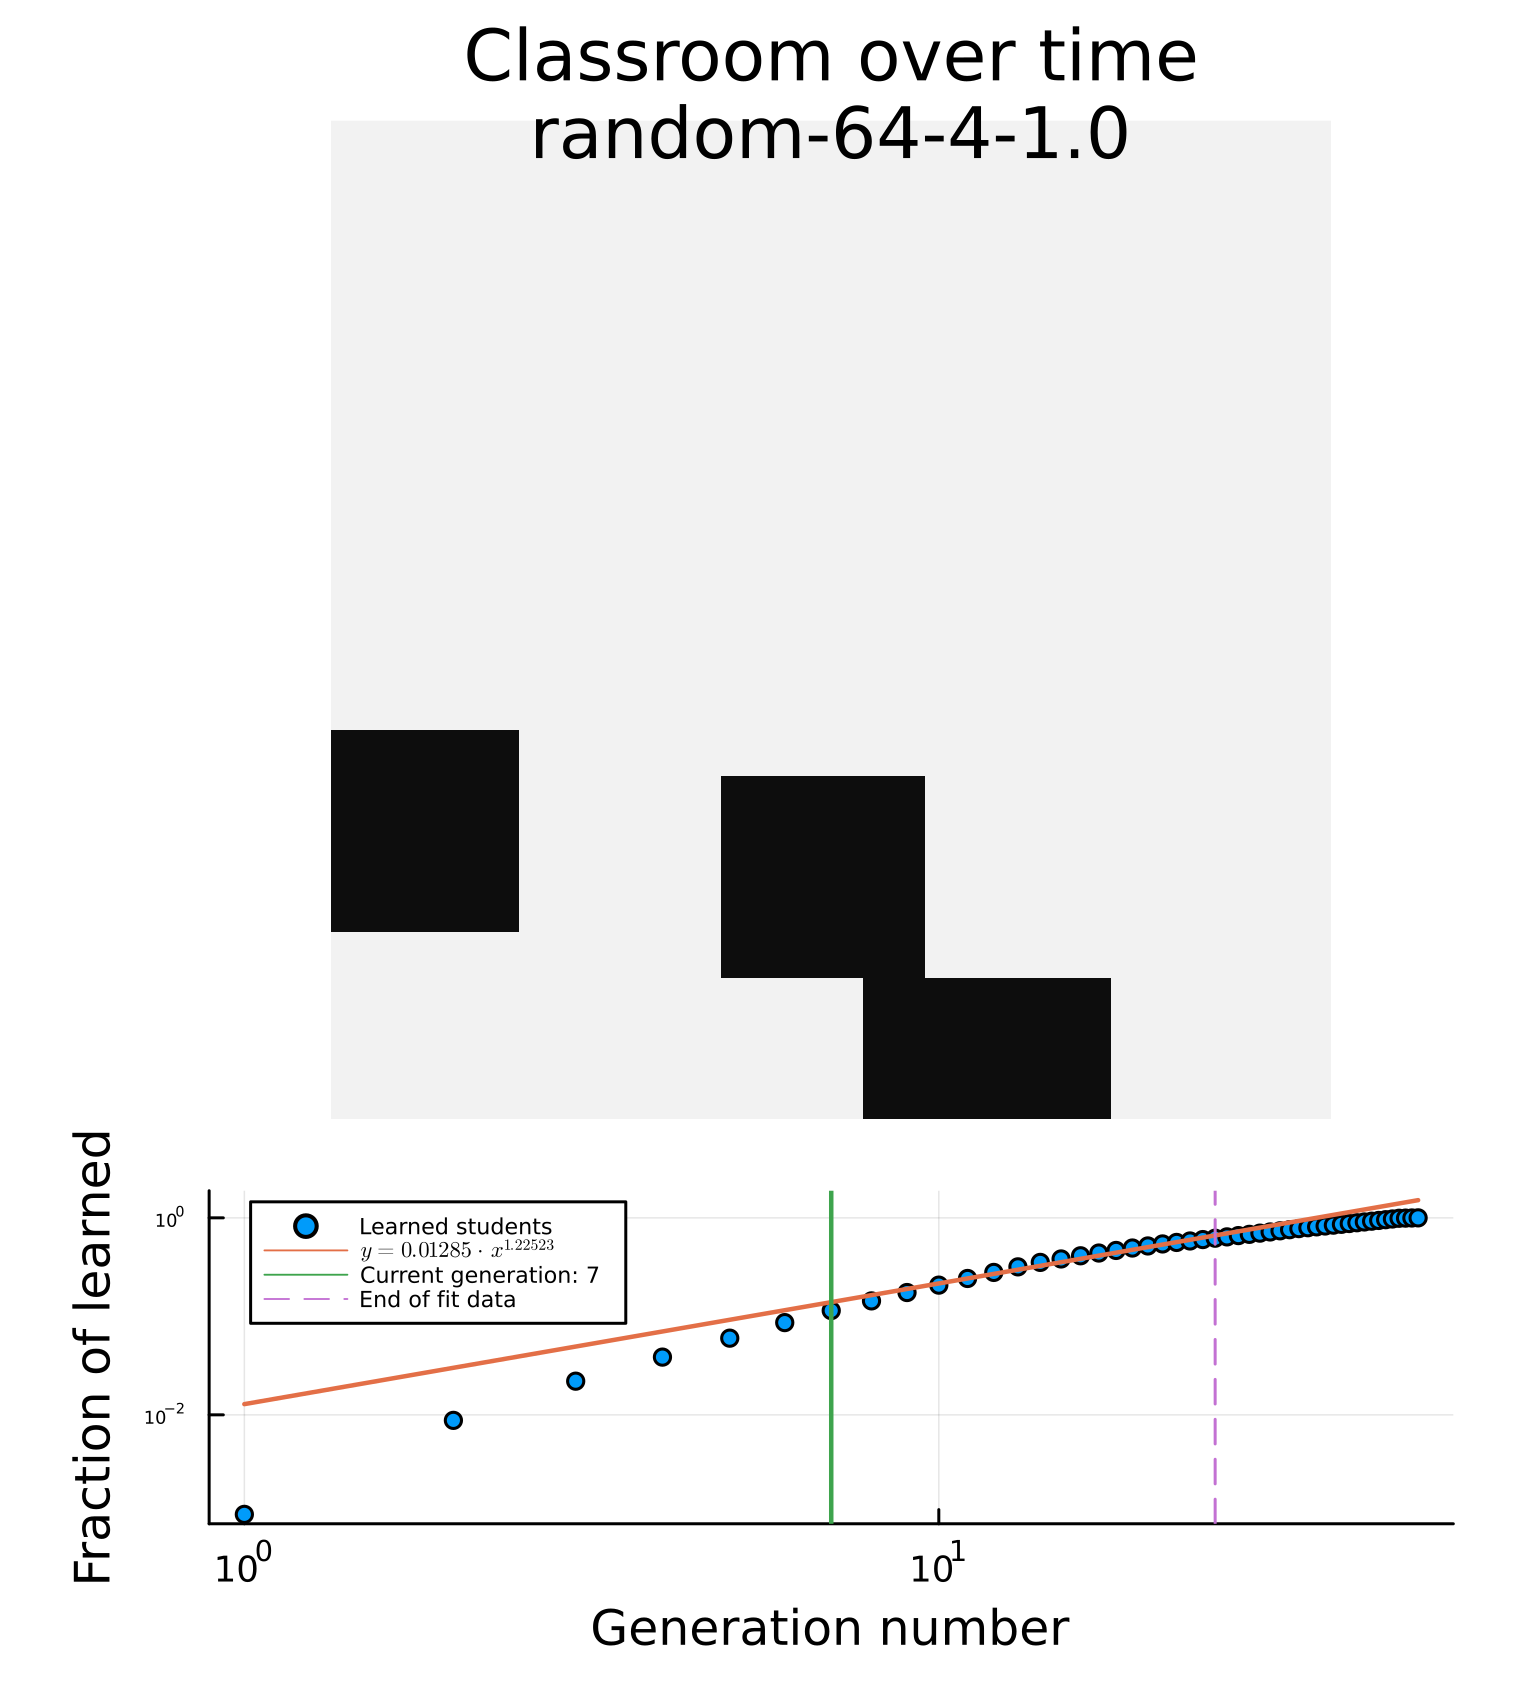 Classroom over time
random-64-4-1.0
Fraction of learned
10^0
10^-2
Learned students
y = 0.01285 · x^1.22523
Current generation: 7
End of fit data
10^0
10^1
Generation number